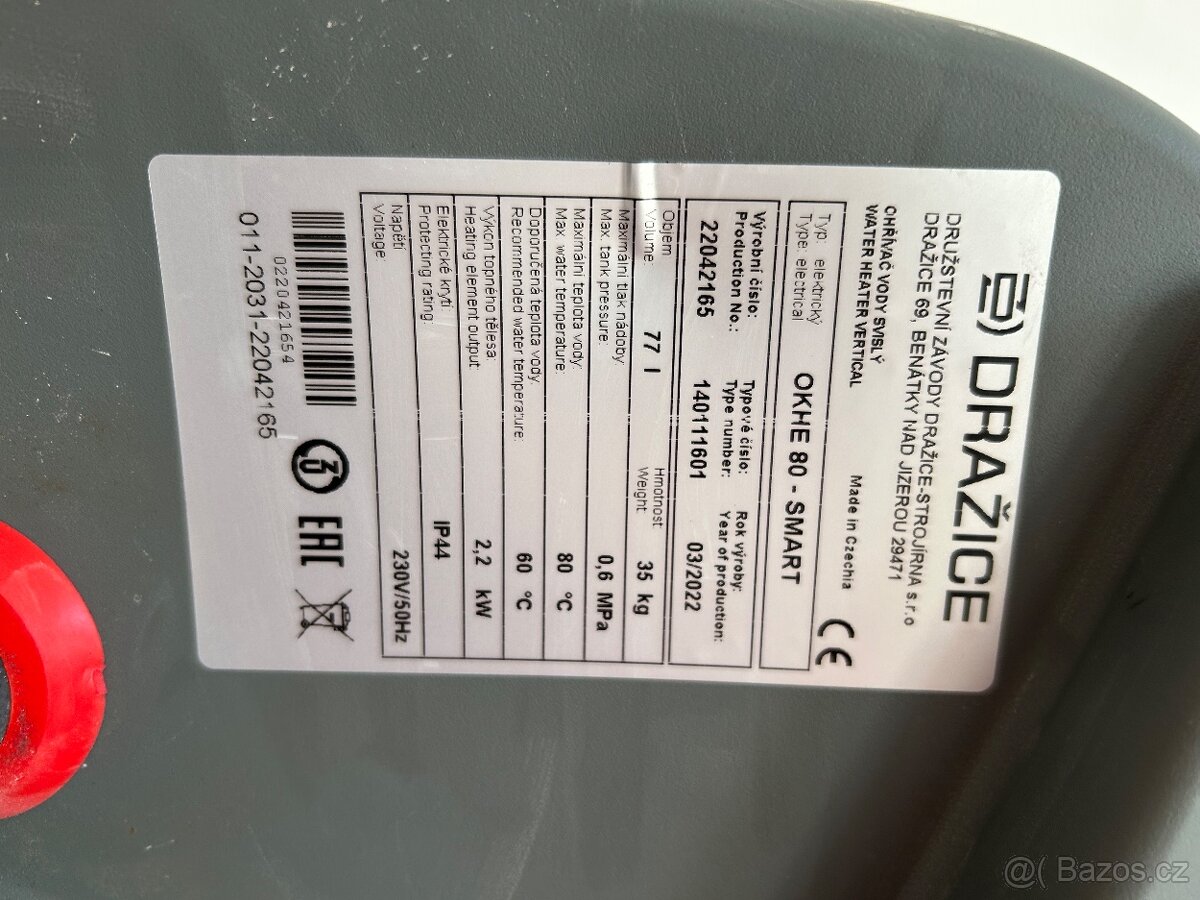 DRAŽICE
DRUŽSTEVNÍ ZÁVODY DRAŽICE-STROJÍRNA s.r.o
DRAŽICE 69, BENÁTKY NAD JIZEROU 29471
OHŘÍVAČ VODY SVISLÝ
WATER HEATER VERTICAL
Made in Czechia
CE
Typ: elektrický
Type: electrical
OKHE 80 - SMART
Výrobní číslo: Typové číslo: Rok výroby:
Production No.: Type number: Year of production:
22042165 140111601 03/2022
Objem Hmotnost
Volume: 77 l Weight 35 kg
Maximální tlak nádoby:
Max. tank pressure: 0,6 MPa
Maximální teplota vody:
Max. water temperature: 80 °C
Doporučená teplota vody:
Recommended water temperature: 60 °C
Výkon topného tělesa:
Heating element output: 2,2 kW
Elektrické krytí
Protecting rating: IP44
Napětí
Voltage: 230V/50Hz
EAC
0220421654
011-2031-22042165
@( Bazos.cz